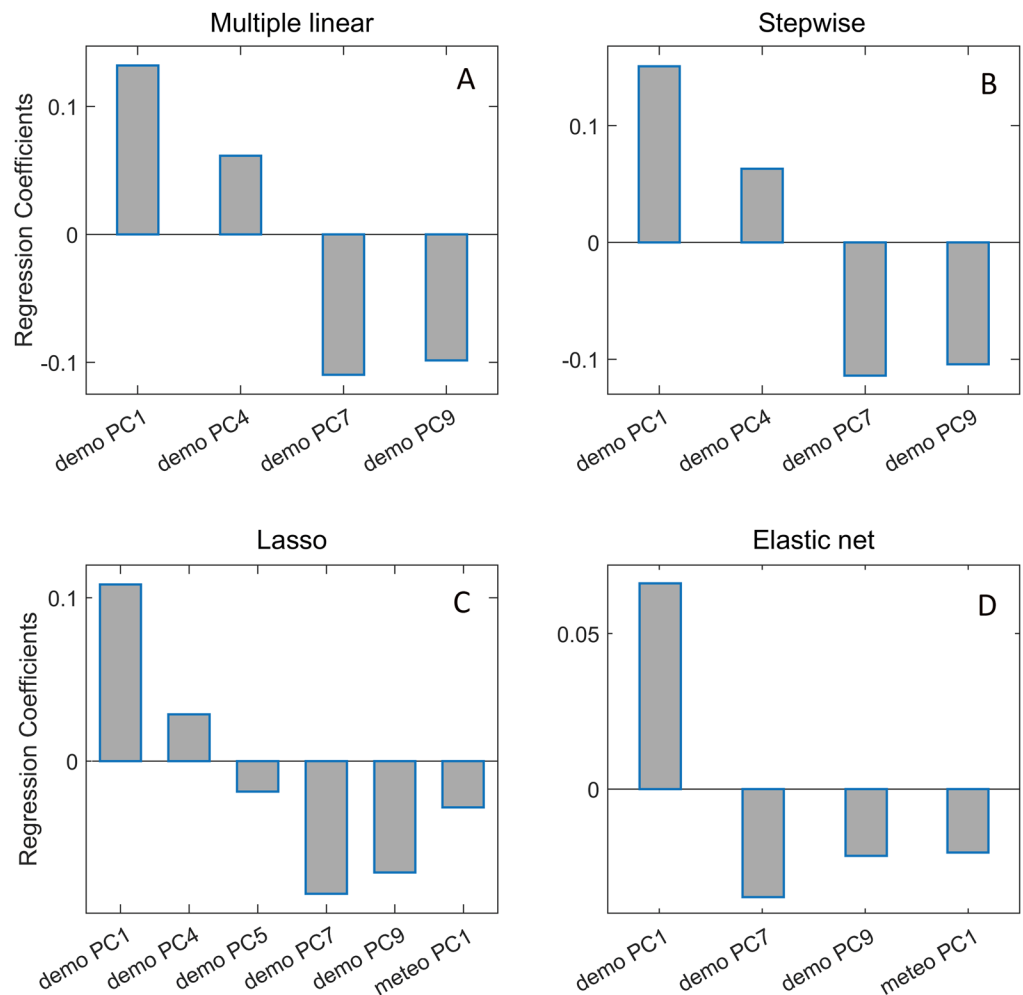 Multiple linear
A
Regression Coefficients
0.1
0
-0.1
demo PC1
demo PC4
demo PC7
demo PC9
Stepwise
B
0.1
0
-0.1
demo PC1
demo PC4
demo PC7
demo PC9
Lasso
C
Regression Coefficients
0.1
0
demo PC1
demo PC4
demo PC5
demo PC7
demo PC9
meteo PC1
Elastic net
D
0.05
0
demo PC1
demo PC7
demo PC9
meteo PC1